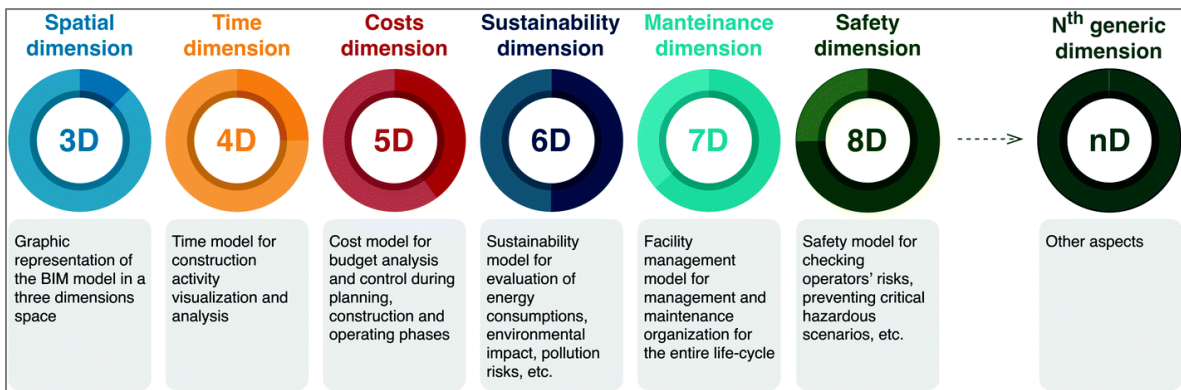 Spatial
dimension
Time
dimension
Costs
dimension
Sustainability
dimension
Manteinance
dimension
Safety
dimension
Nth generic
dimension
3D
4D
5D
6D
7D
8D
nD
Graphic
representation of
the BIM model in a
three dimensions
space
Time model for
construction
activity
visualization and
analysis
Cost model for
budget analysis
and control during
planning,
construction and
operating phases
Sustainability
model for
evaluation of
energy
consumptions,
environmental
impact, pollution
risks, etc.
Facility
management
model for
management and
maintenance
organization for
the entire life-cycle
Safety model for
checking
operators’ risks,
preventing critical
hazardous
scenarios, etc.
Other aspects